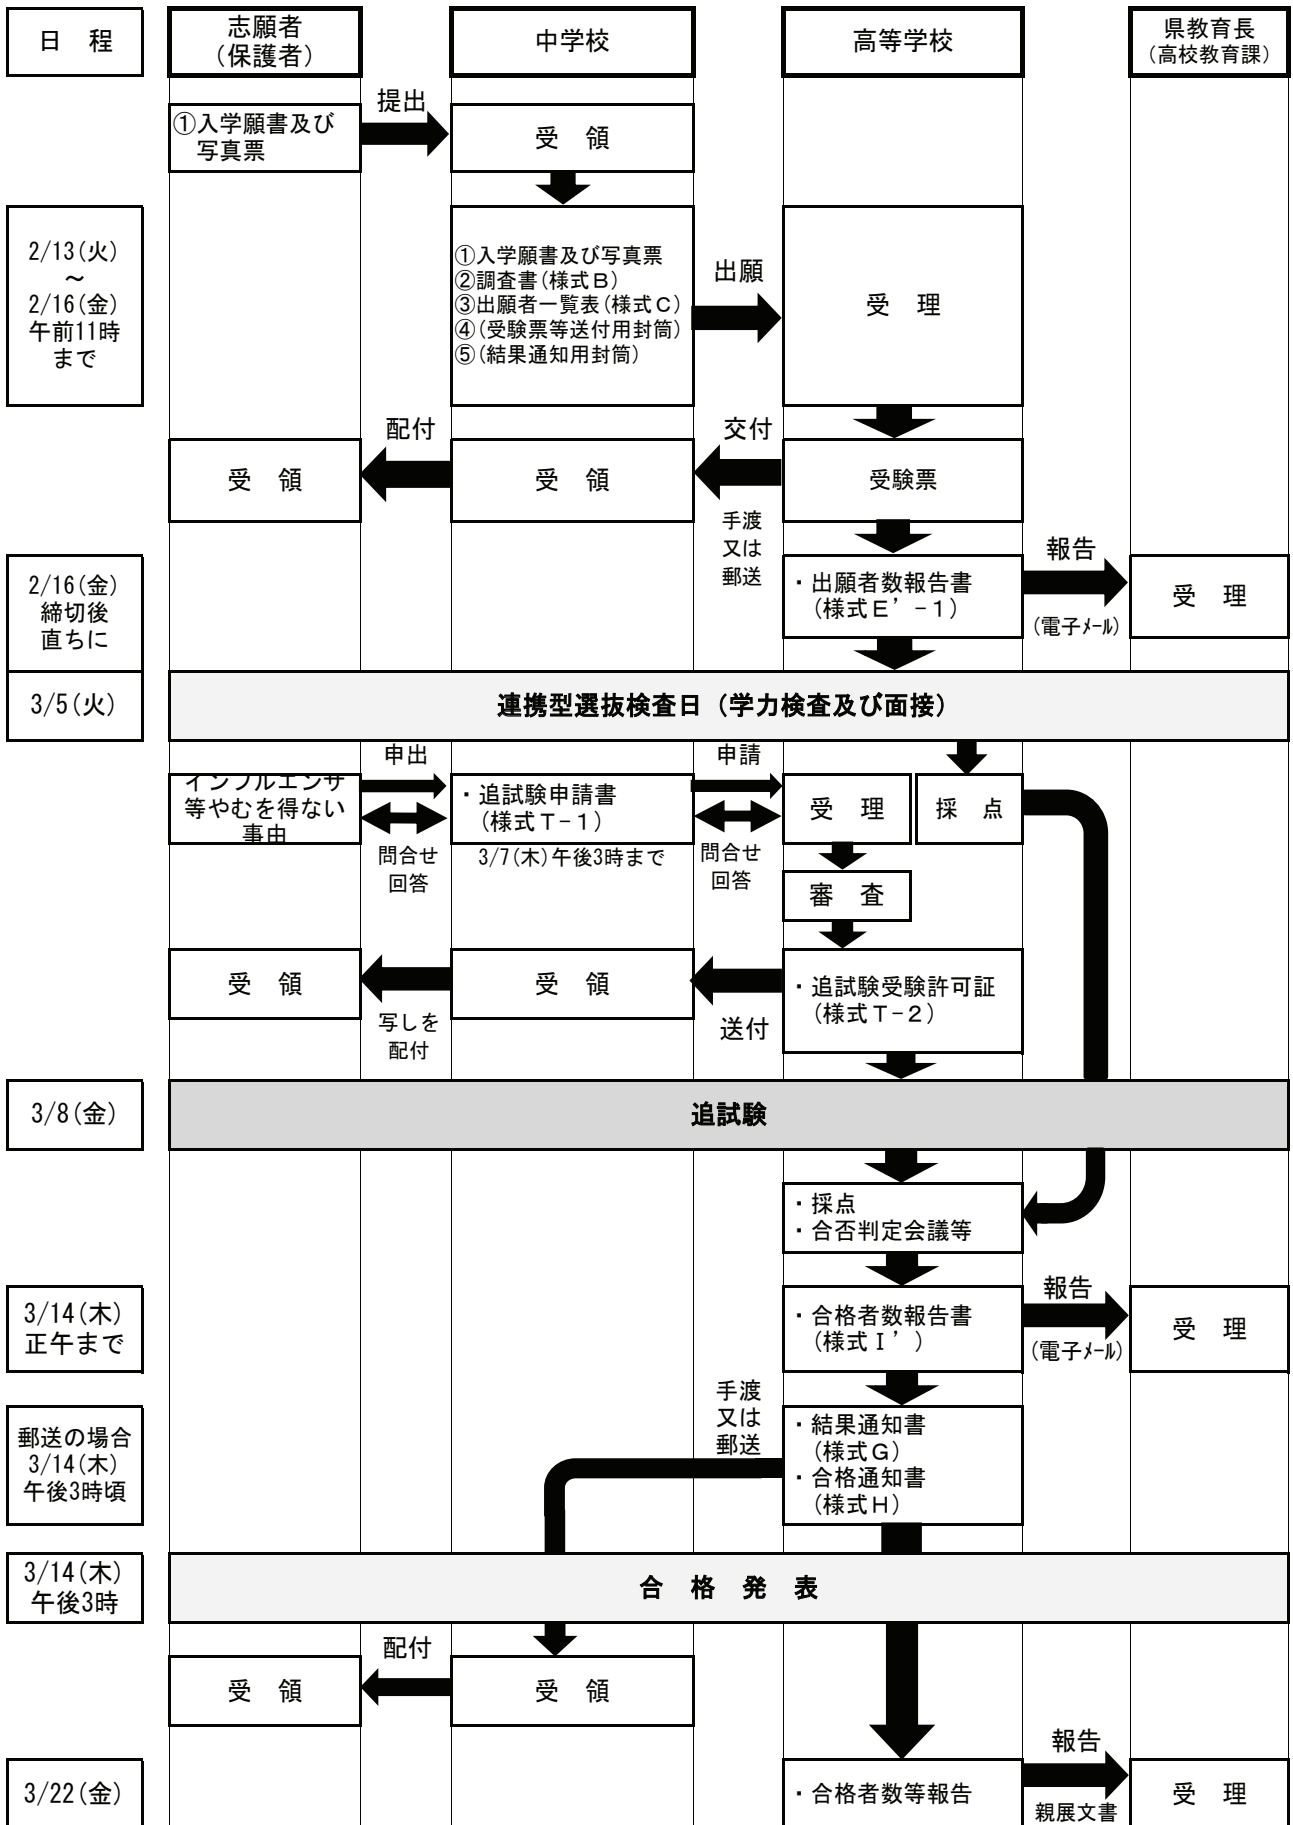 日　程
志願者
（保護者）
中学校
高等学校
県教育長
（高校教育課）
提出
①入学願書及び
写真票
受　領
2/13(火)
～
2/16(金)
午前11時
まで
①入学願書及び写真票
②調査書(様式Ｂ)
③出願者一覧表(様式Ｃ)
④(受験票等送付用封筒)
⑤(結果通知用封筒)
出願
受　理
配付
交付
受　領
受　領
受験票
手渡
又は
郵送
2/16(金)
締切後
直ちに
・出願者数報告書
(様式Ｅ’-１)
報告
(電子ﾒｰﾙ)
受　理
3/5(火)
連携型選抜検査日（学力検査及び面接）
申出
申請
インフルエンザ
等やむを得ない
事由
・追試験申請書
(様式Ｔ-１)
受　理
採　点
問合せ
回答
3/7(木)午後3時まで
問合せ
回答
審　査
受　領
受　領
・追試験受験許可証
(様式Ｔ-２)
写しを
配付
送付
3/8(金)
追試験
・採点
・合否判定会議等
3/14(木)
正午まで
・合格者数報告書
(様式Ｉ’)
報告
(電子ﾒｰﾙ)
受　理
手渡
又は
郵送
郵送の場合
3/14(木)
午後3時頃
・結果通知書
(様式Ｇ)
・合格通知書
(様式Ｈ)
3/14(木)
午後3時
合　格　発　表
配付
受　領
受　領
3/22(金)
・合格者数等報告
報告
親展文書
受　理